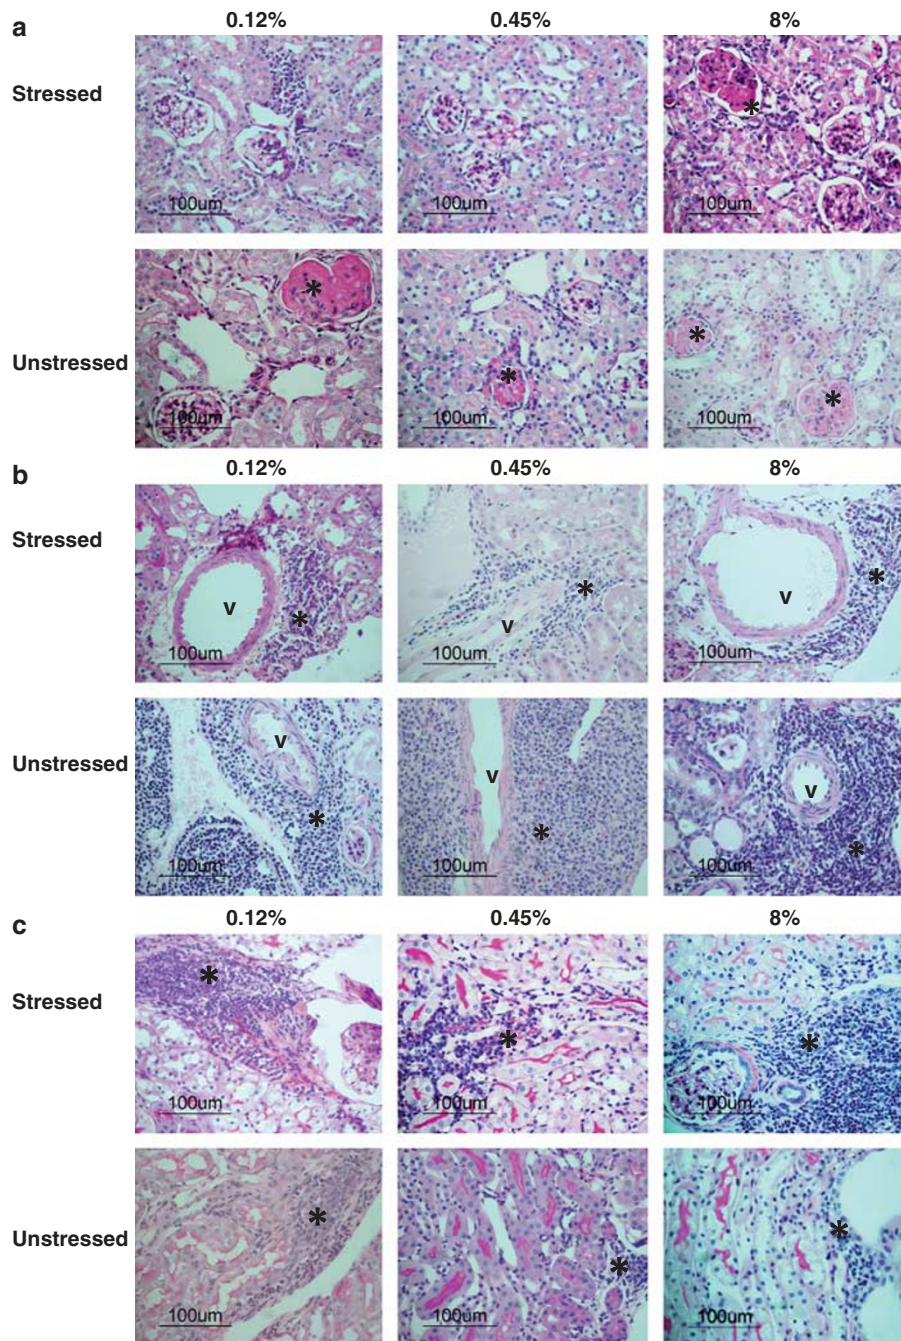 a 0.12% 0.45% 8%
Stressed
* 
100um 100um 100um
Unstressed
* * * *
100um 100um 100um
b 0.12% 0.45% 8%
Stressed
v * v * v *
100um 100um 100um
Unstressed
v * v * v *
100um 100um 100um
c 0.12% 0.45% 8%
Stressed
* * *
100um 100um 100um
Unstressed
* * *
100um 100um 100um